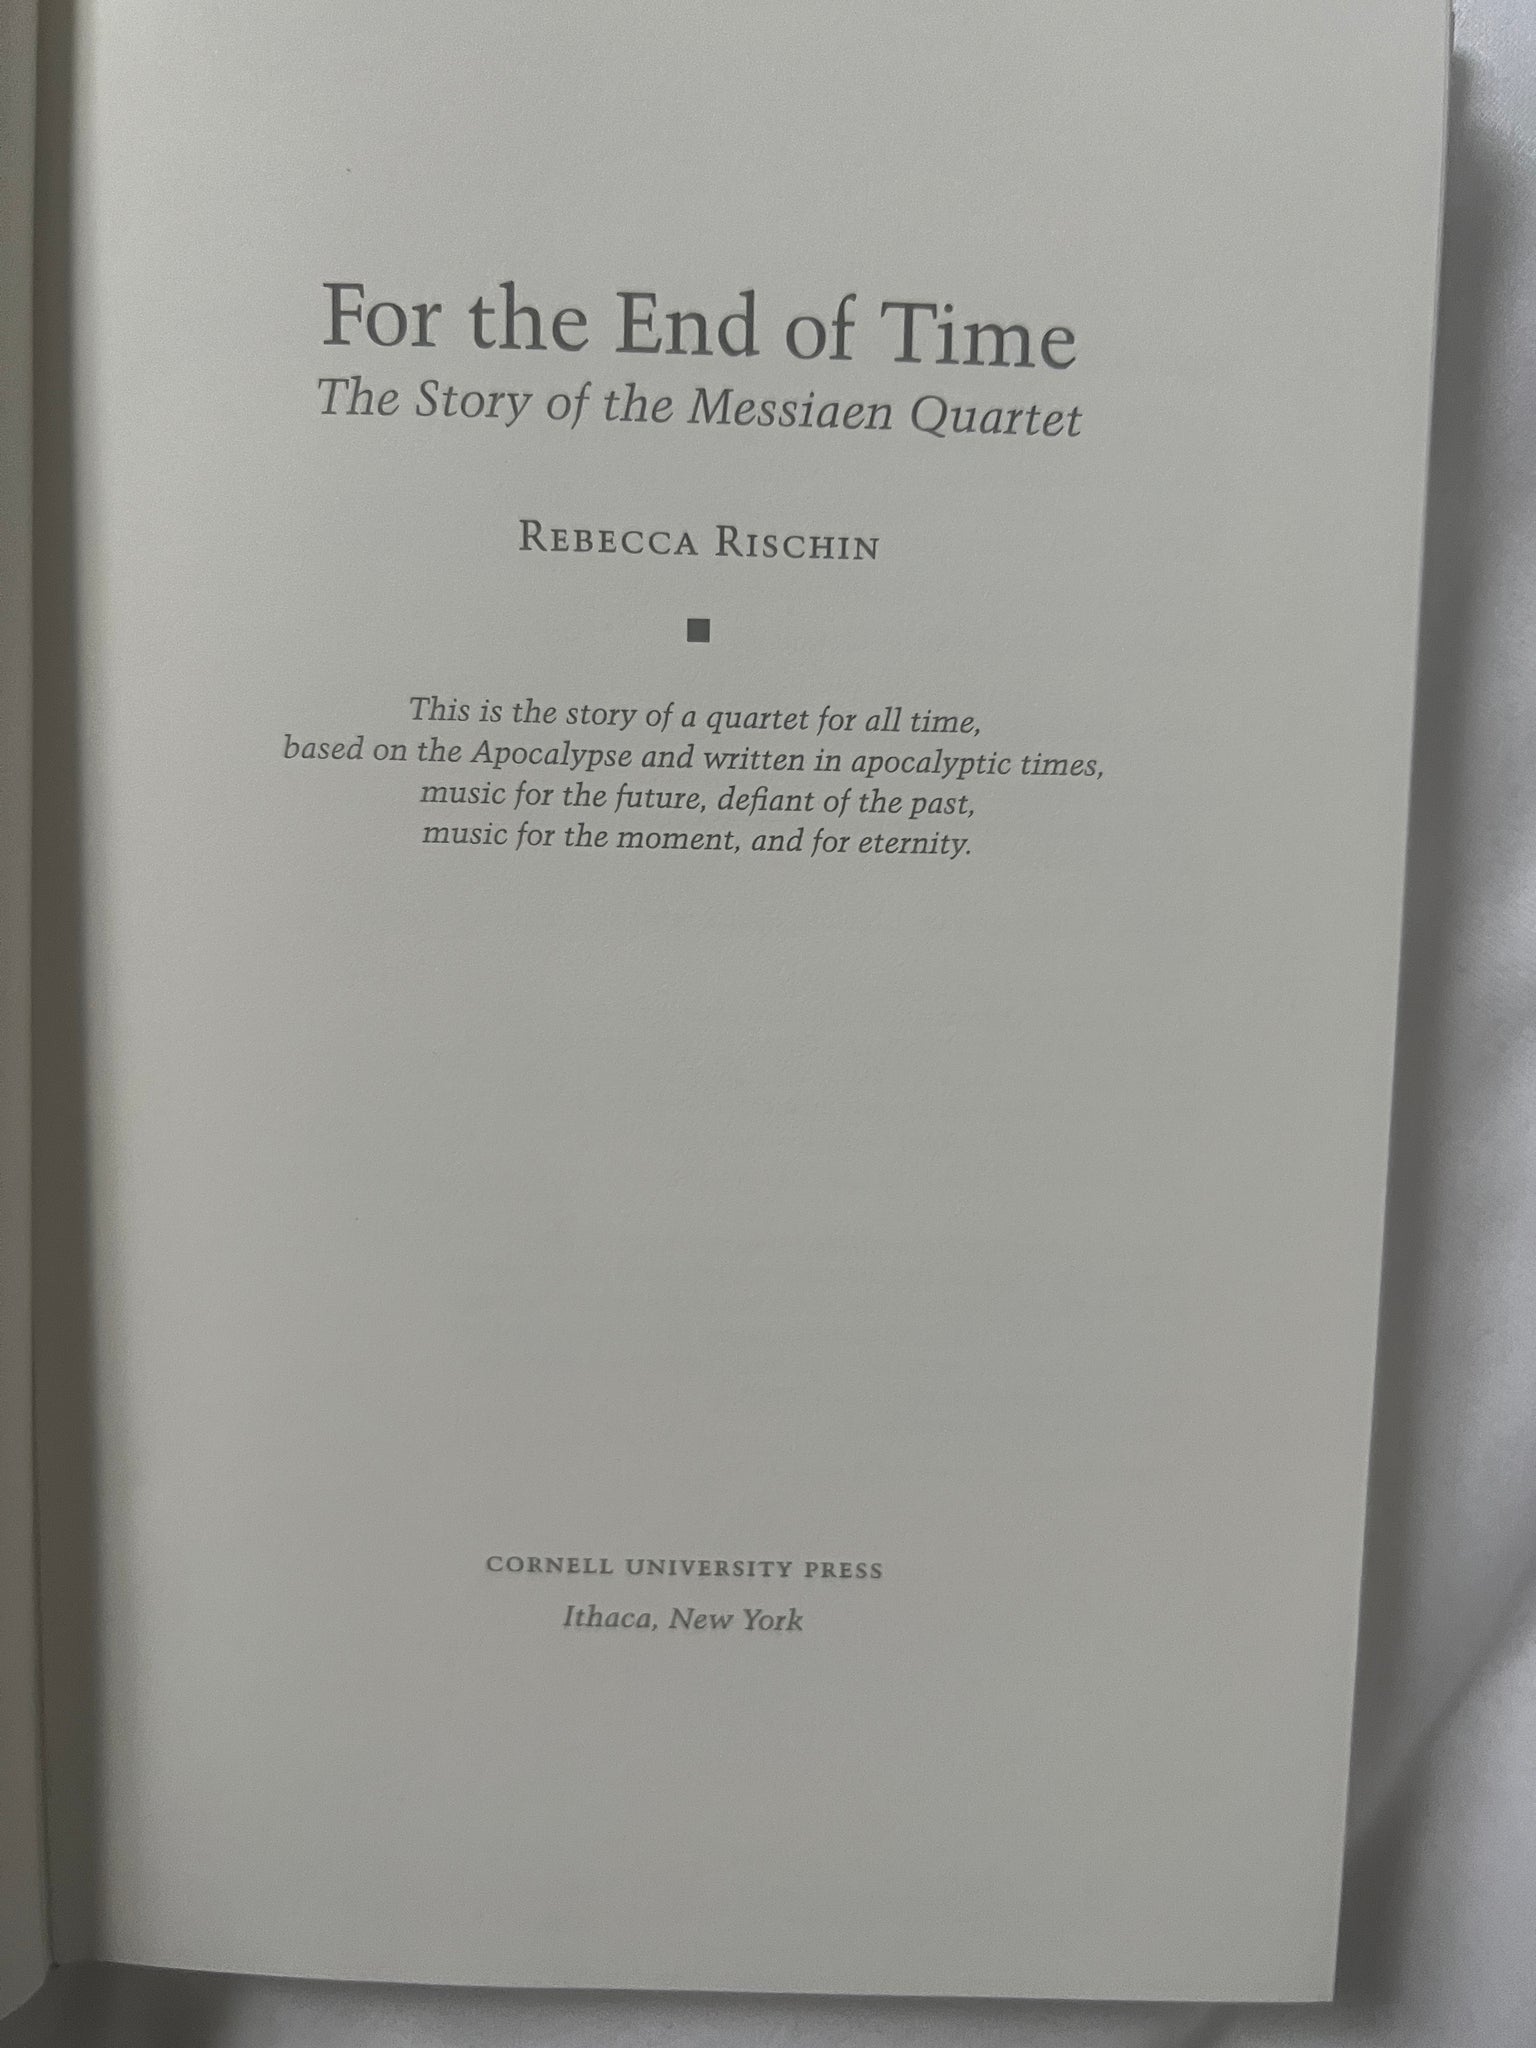 For the End of Time
The Story of the Messiaen Quartet
REBECCA RISCHIN
This is the story of a quartet for all time,
based on the Apocalypse and written in apocalyptic times,
music for the future, defiant of the past,
music for the moment, and for eternity.
CORNELL UNIVERSITY PRESS
Ithaca, New York